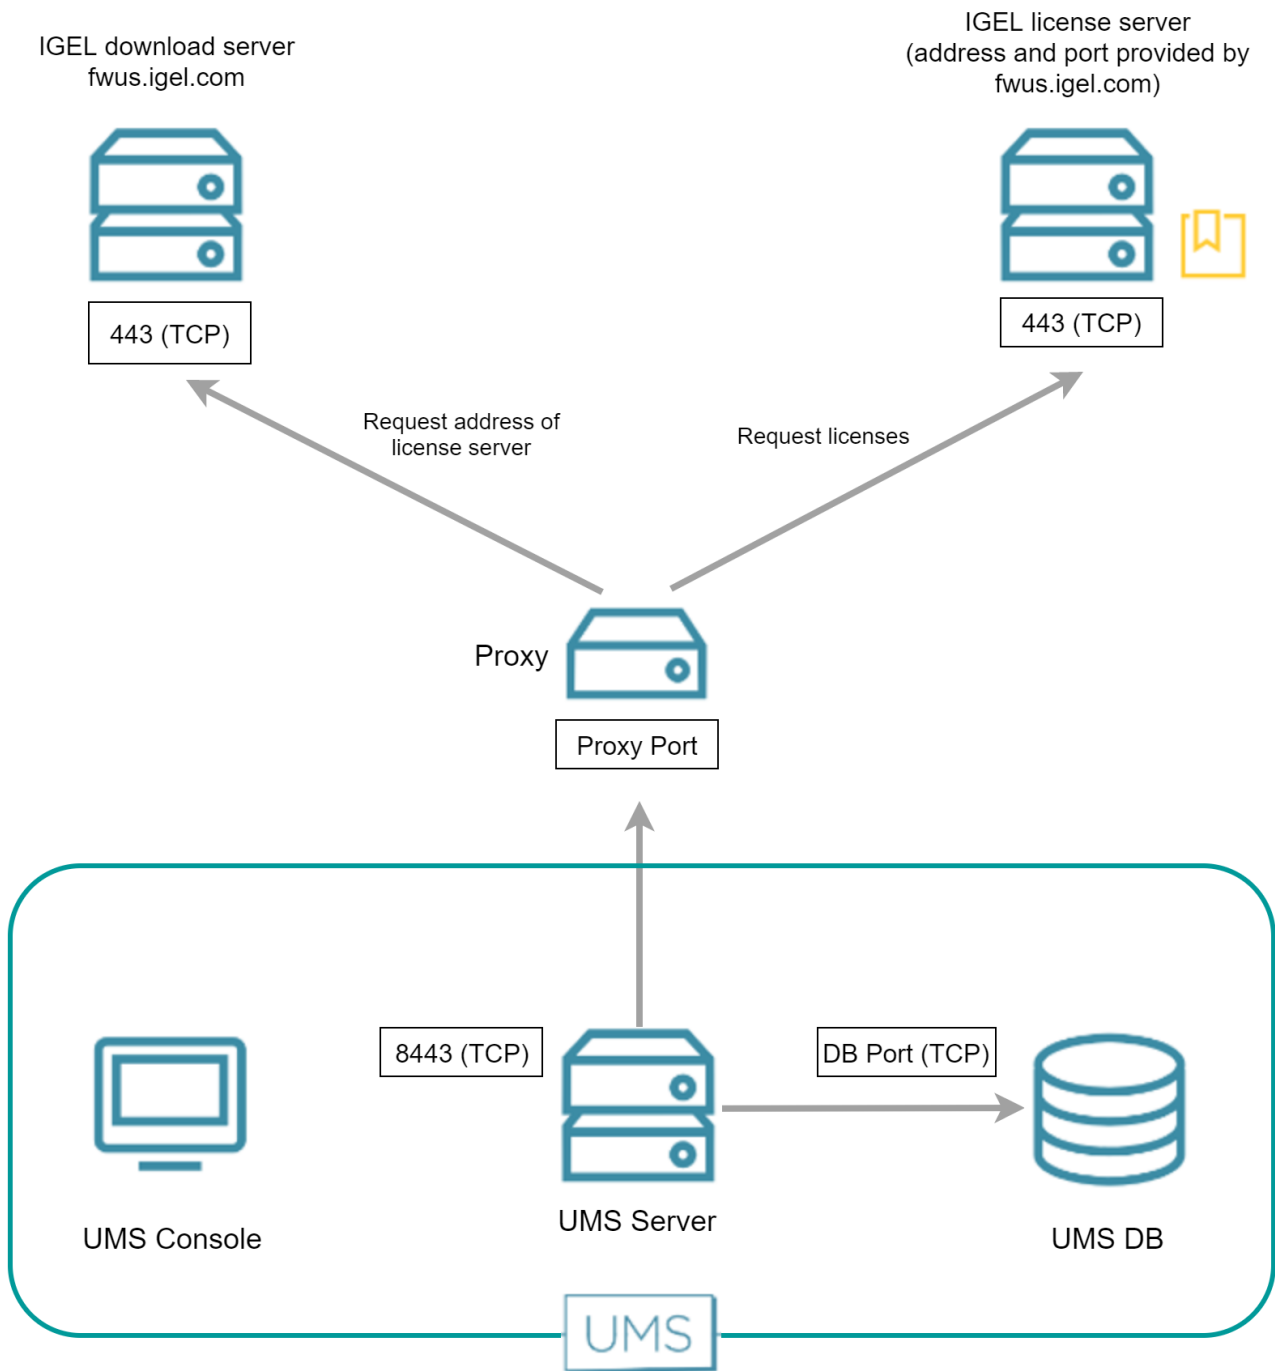 IGEL download server
fwus.igel.com
IGEL license server
(address and port provided by
fwus.igel.com)
443 (TCP)
443 (TCP)
Request address of
license server
Request licenses
Proxy
Proxy Port
8443 (TCP)
DB Port (TCP)
UMS Console
UMS Server
UMS DB
UMS